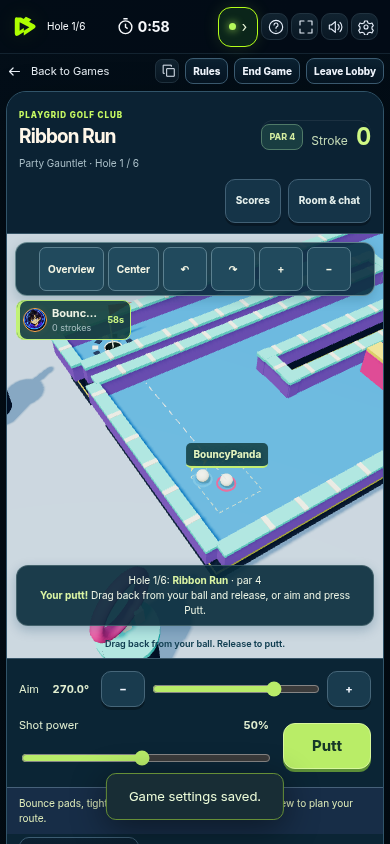 Hole 1/6
0:58
›
Back to Games
Rules
End Game
Leave Lobby
PLAYGRID GOLF CLUB
Ribbon Run
PAR 4
Stroke 0
Party Gauntlet · Hole 1 / 6
Scores
Room & chat
Overview
Center
↶
↷
+
−
Bounc...
0 strokes
58s
BouncyPanda
Hole 1/6: Ribbon Run · par 4
Your putt! Drag back from your ball and release, or aim and press
Putt.
Drag back from your ball. Release to putt.
Aim 270.0°
−
+
Shot power 50%
Putt
Game settings saved.
Bounce pads, tight
ew to plan your
route.